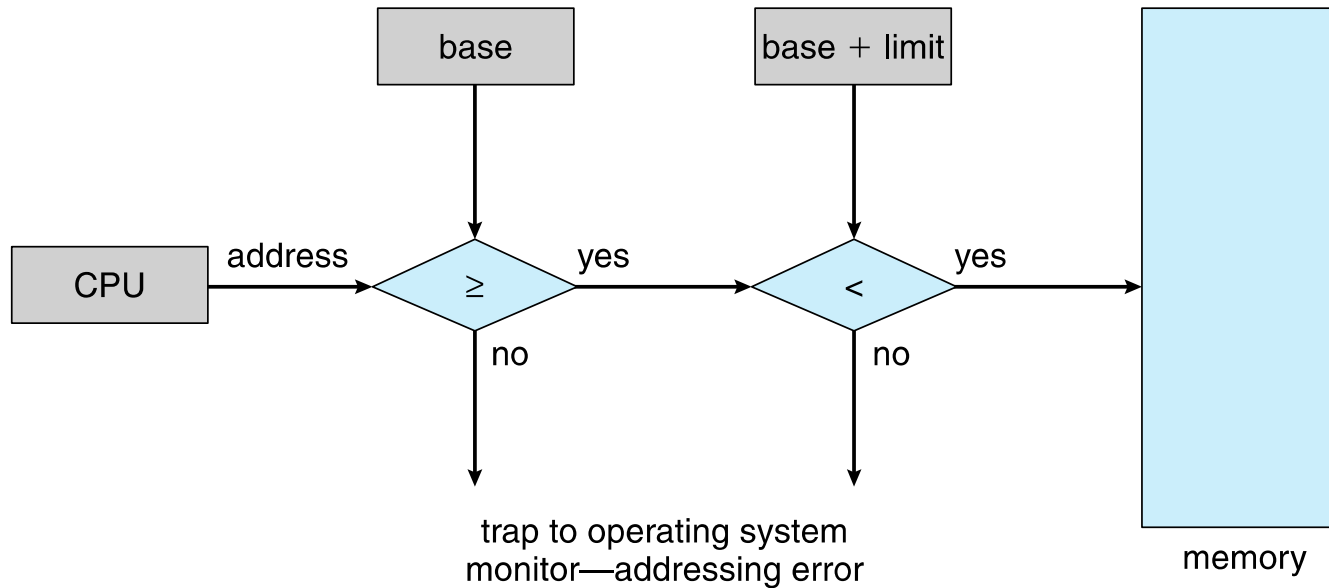 base
base + limit
CPU
address
≥
yes
<
yes
no
no
trap to operating system
monitor—addressing error
memory